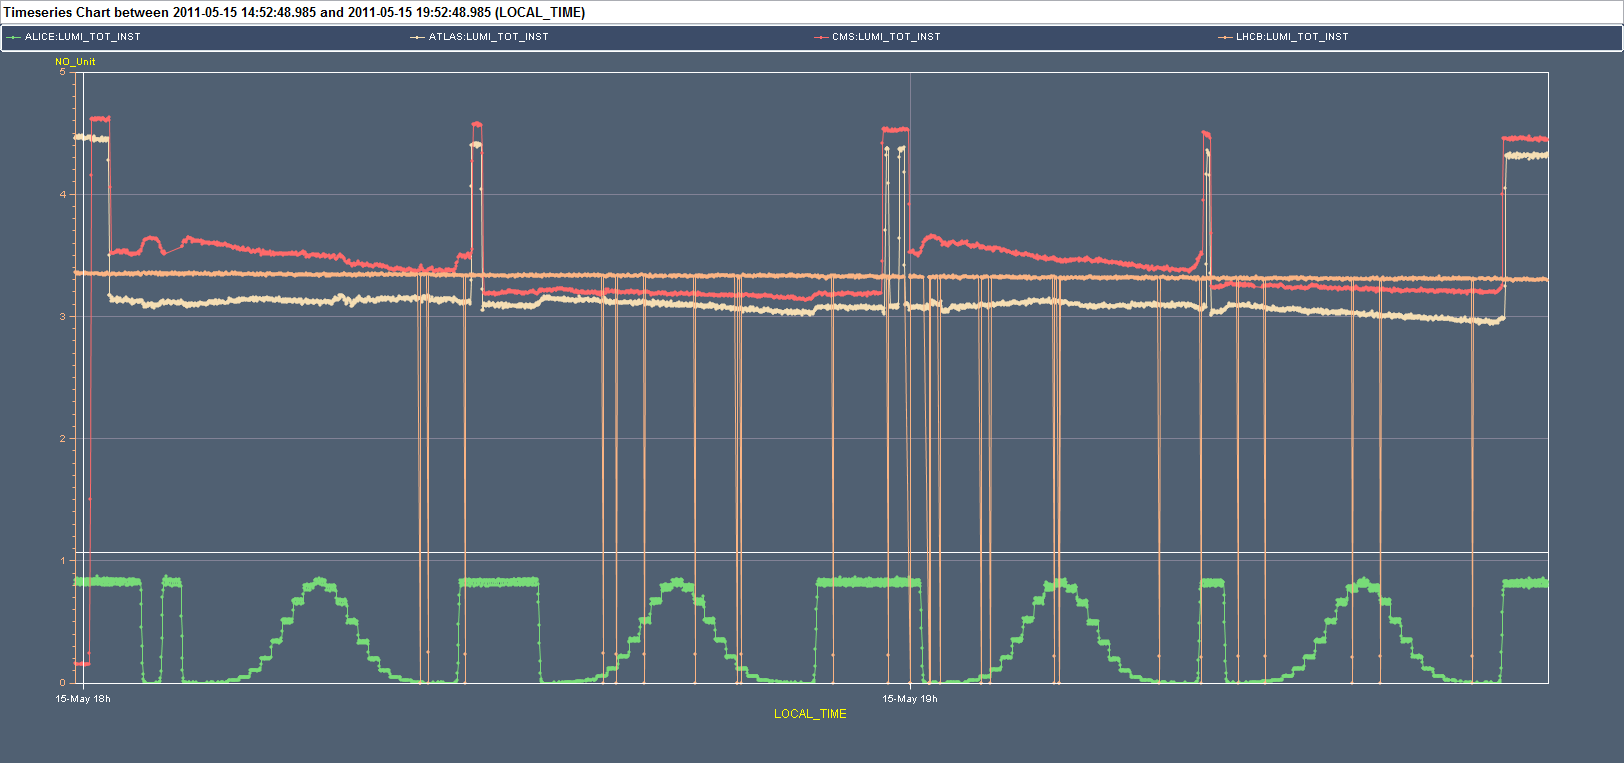 Timeseries Chart between 2011-05-15 14:52:48.985 and 2011-05-15 19:52:48.985 (LOCAL_TIME)
ALICE:LUMI_TOT_INST ATLAS:LUMI_TOT_INST CMS:LUMI_TOT_INST LHCB:LUMI_TOT_INST
NO_Unit
5
4
3
2
1
0
15-May 18h 15-May 19h
LOCAL_TIME